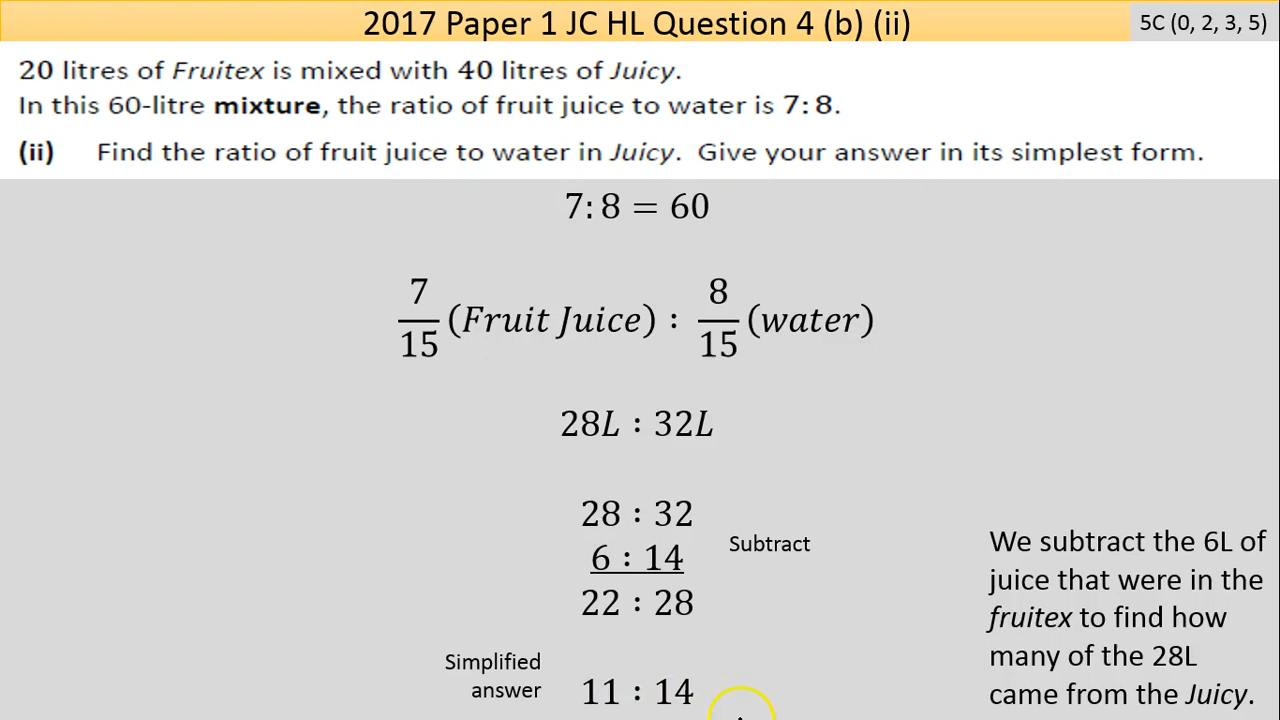 2017 Paper 1 JC HL Question 4 (b) (ii)
5C (0, 2, 3, 5)
20 litres of Fruitex is mixed with 40 litres of Juicy.
In this 60-litre mixture, the ratio of fruit juice to water is 7:8.
(ii) Find the ratio of fruit juice to water in Juicy. Give your answer in its simplest form.
7:8 = 60
7/15 (Fruit Juice) : 8/15 (water)
28L : 32L
28 : 32
6 : 14
Subtract
22 : 28
Simplified
answer
11 : 14
We subtract the 6L of
juice that were in the
fruitex to find how
many of the 28L
came from the Juicy.